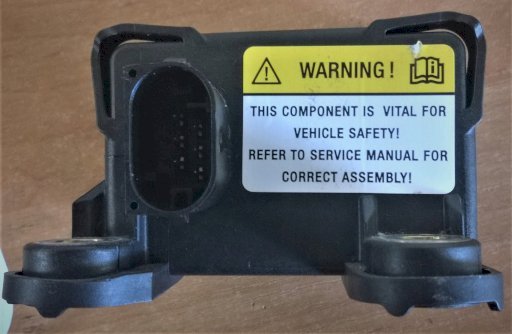 WARNING!
THIS COMPONENT IS VITAL FOR
VEHICLE SAFETY!
REFER TO SERVICE MANUAL FOR
CORRECT ASSEMBLY!